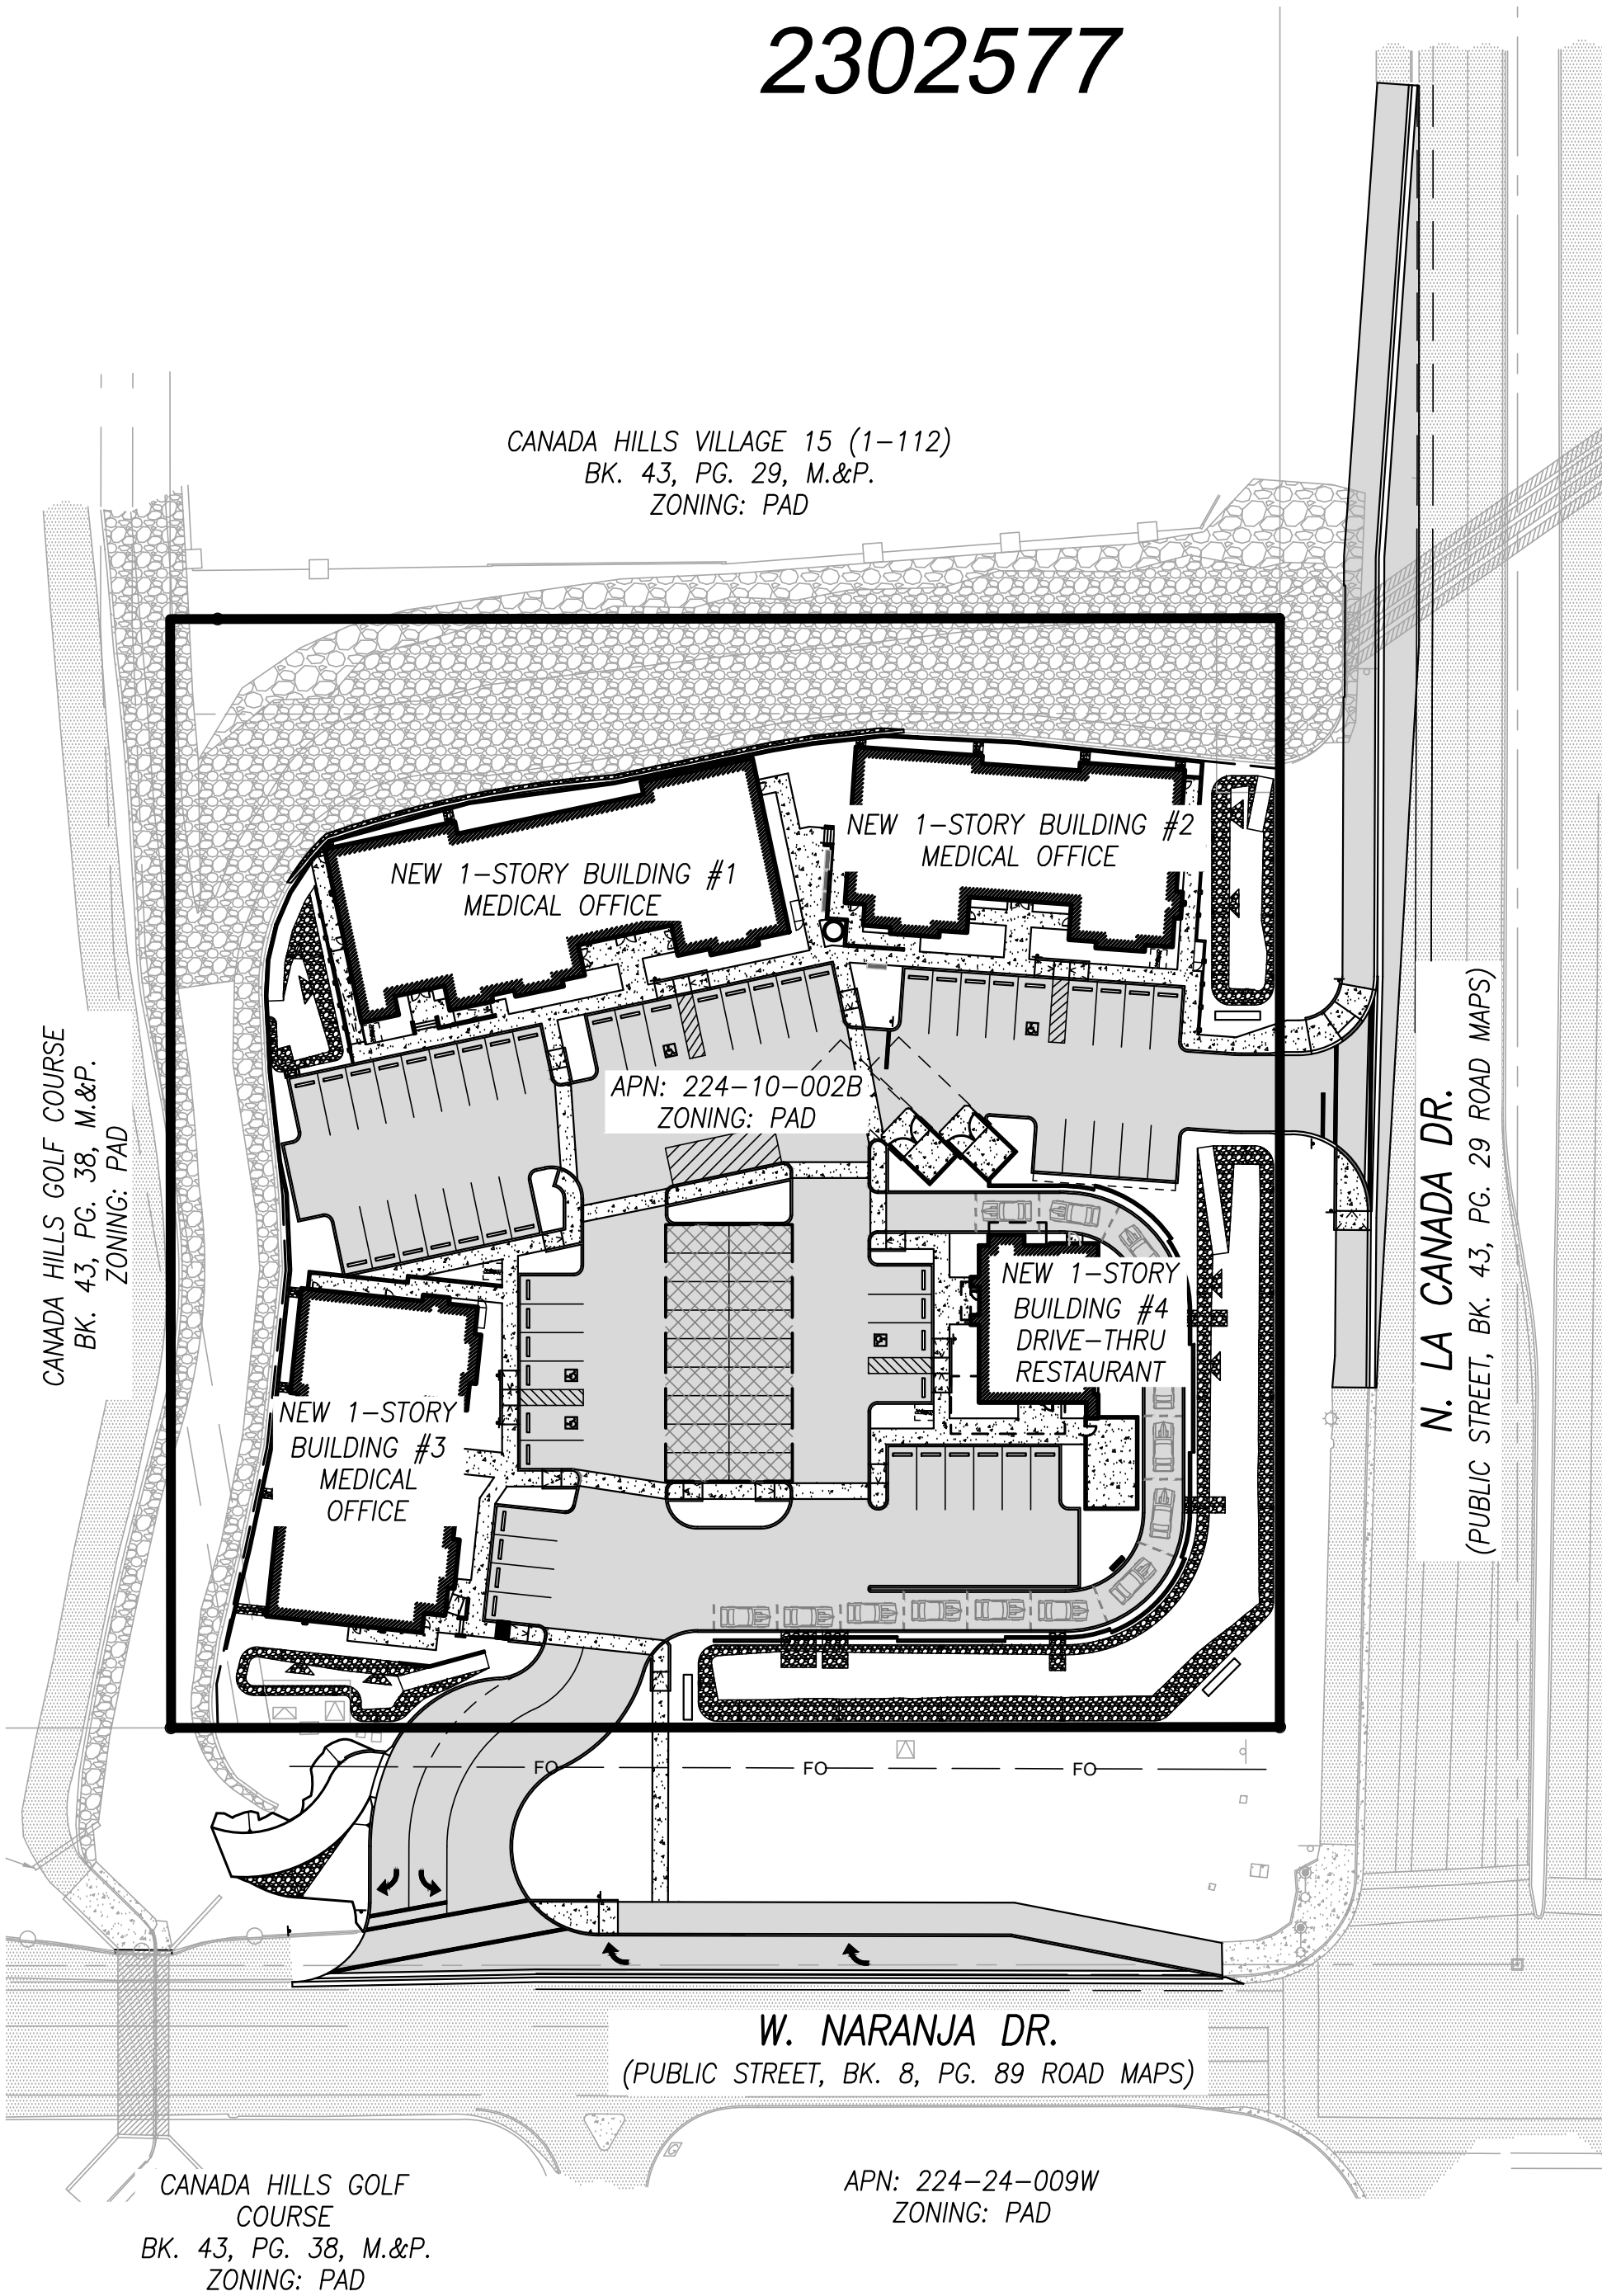 2302577
CANADA HILLS VILLAGE 15 (1-112)
BK. 43, PG. 29, M.&P.
ZONING: PAD
NEW 1-STORY BUILDING #2
MEDICAL OFFICE
NEW 1-STORY BUILDING #1
MEDICAL OFFICE
APN: 224-10-002B
ZONING: PAD
CANADA HILLS GOLF COURSE
BK. 43, PG. 38, M.&P.
ZONING: PAD
N. LA CANADA DR.
(PUBLIC STREET, BK. 43, PG. 29 ROAD MAPS)
NEW 1-STORY
BUILDING #4
DRIVE-THRU
RESTAURANT
NEW 1-STORY
BUILDING #3
MEDICAL
OFFICE
FO
FO
FO
W. NARANJA DR.
(PUBLIC STREET, BK. 8, PG. 89 ROAD MAPS)
G
CANADA HILLS GOLF
COURSE
BK. 43, PG. 38, M.&P.
ZONING: PAD
APN: 224-24-009W
ZONING: PAD